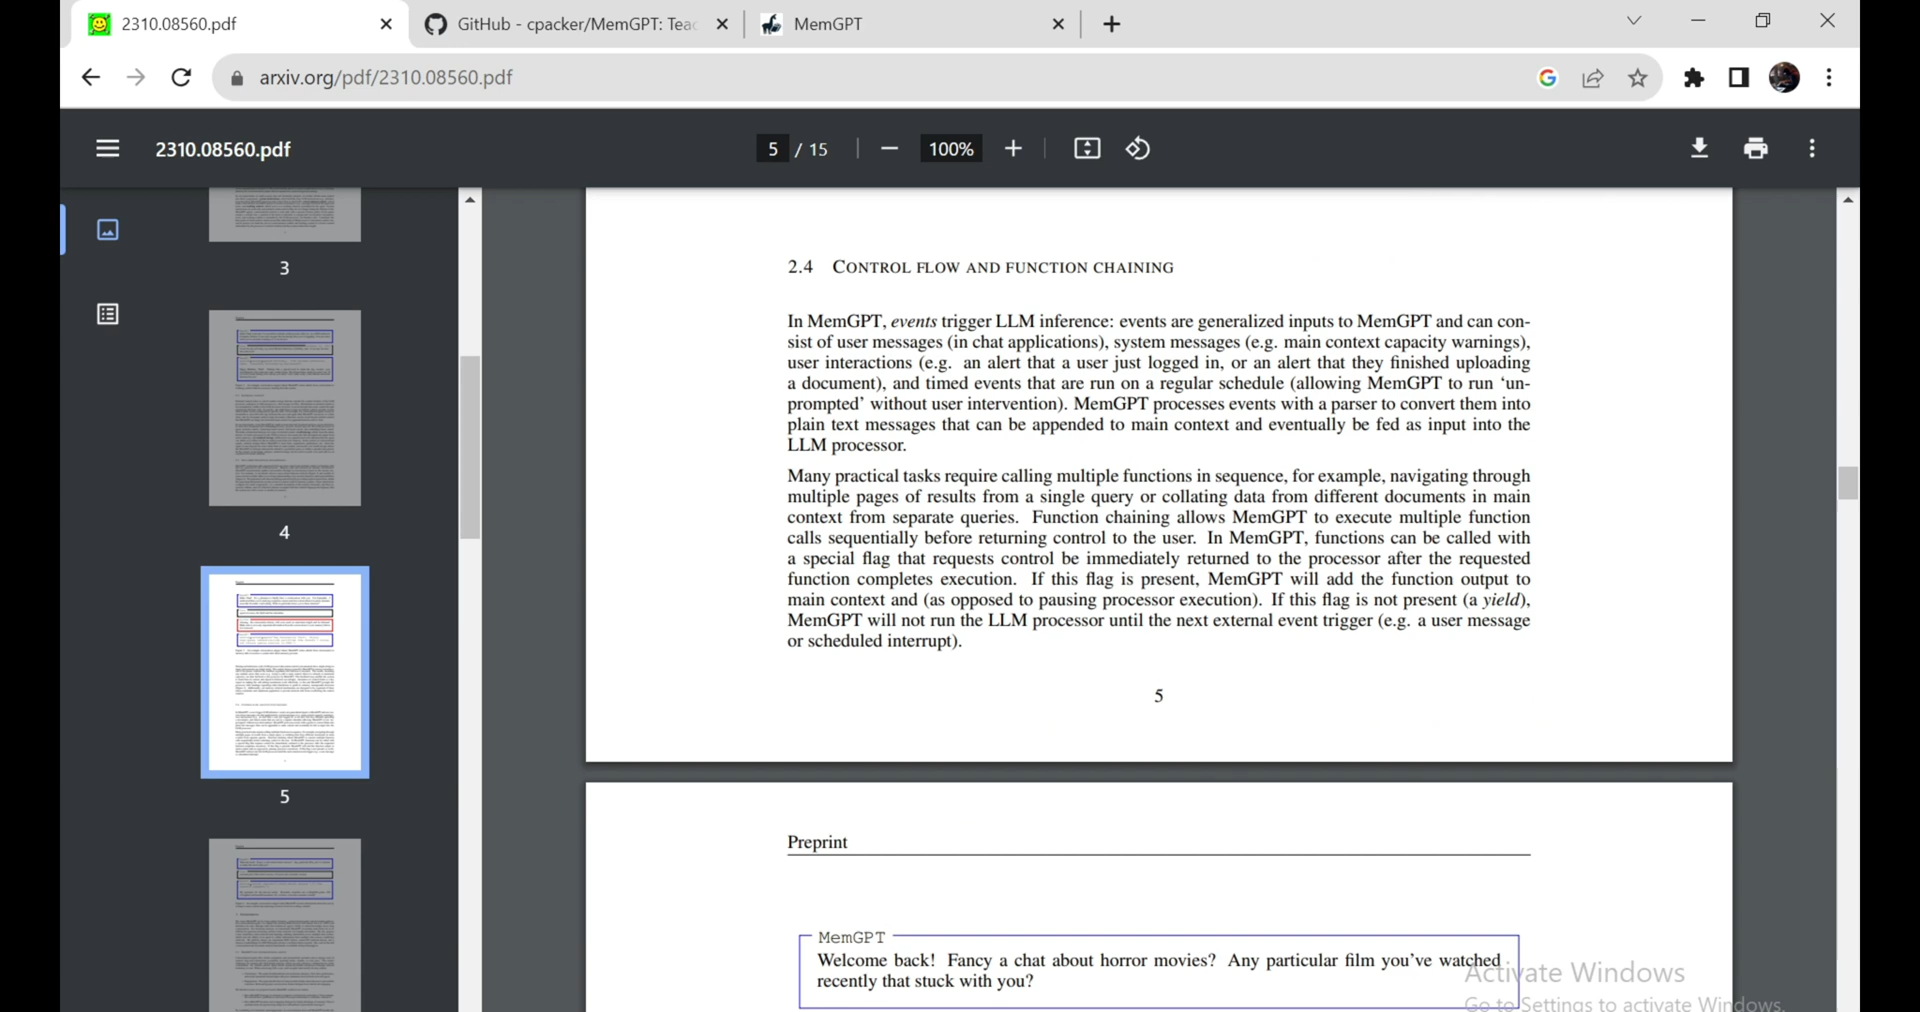 2310.08560.pdf
GitHub - cpacker/MemGPT: Teac
MemGPT
arxiv.org/pdf/2310.08560.pdf
2310.08560.pdf
5 / 15
100%
3
4
5
2.4 CONTROL FLOW AND FUNCTION CHAINING
In MemGPT, events trigger LLM inference: events are generalized inputs to MemGPT and can con-
sist of user messages (in chat applications), system messages (e.g. main context capacity warnings),
user interactions (e.g. an alert that a user just logged in, or an alert that they finished uploading
a document), and timed events that are run on a regular schedule (allowing MemGPT to run ‘un-
prompted’ without user intervention). MemGPT processes events with a parser to convert them into
plain text messages that can be appended to main context and eventually be fed as input into the
LLM processor.
Many practical tasks require calling multiple functions in sequence, for example, navigating through
multiple pages of results from a single query or collating data from different documents in main
context from separate queries. Function chaining allows MemGPT to execute multiple function
calls sequentially before returning control to the user. In MemGPT, functions can be called with
a special flag that requests control be immediately returned to the processor after the requested
function completes execution. If this flag is present, MemGPT will add the function output to
main context and (as opposed to pausing processor execution). If this flag is not present (a yield),
MemGPT will not run the LLM processor until the next external event trigger (e.g. a user message
or scheduled interrupt).
5
Preprint
MemGPT
Welcome back! Fancy a chat about horror movies? Any particular film you've watched
recently that stuck with you?
Activate Windows
Go to Settings to activate Windows.